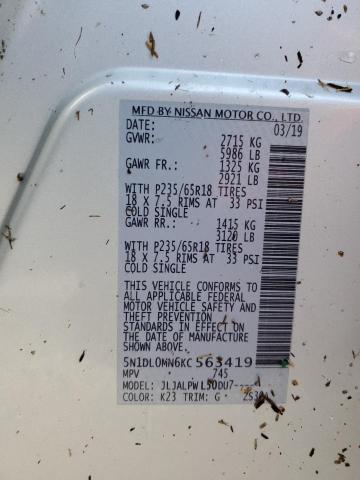 MFD BY NISSAN MOTOR CO., LTD.
DATE: 03/19
GVWR: 2715 KG
5986 LB
GAWR FR.: 1325 KG
2921 LB
WITH P235/65R18 TIRES
18 X 7.5 RIMS AT 33 PSI
COLD SINGLE
GAWR RR.: 1415 KG
3120 LB
WITH P235/65R18 TIRES
18 X 7.5 RIMS AT 33 PSI
COLD SINGLE
THIS VEHICLE CONFORMS TO
ALL APPLICABLE FEDERAL
MOTOR VEHICLE SAFETY
AND THEFT PREVENTION
STANDARDS IN EFFECT ON
THE DATE OF MANUFACTURE
SHOWN ABOVE.
5N1DL0MN6KC563419
MPV 745
MODEL: JLJALPWL50DU7----
COLOR: K23 TRIM: G